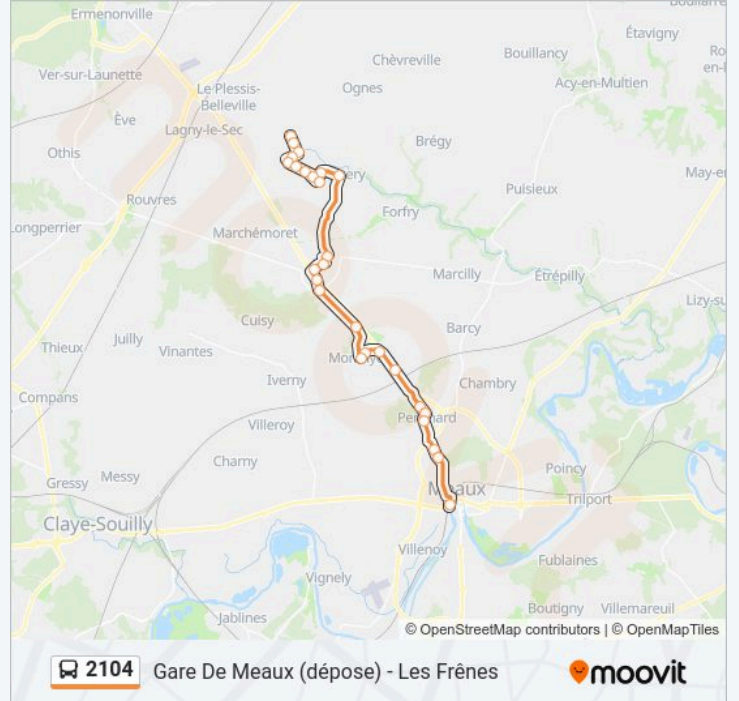 Ermenonville
Étavigny
Bouillancy
Chèvreville
Ver-sur-Launette
Acy-en-Multien
Le Plessis-
Belleville
Ognes
Ève
Lagny-le-Sec
Brégy
Othis
Puisieux
Rouvres
Forfry
Marchémoret
Marcilly
Étrépilly
Cuisy
Barcy
Juilly
Thieux
Vinantes
Iverny
Chambry
Compans
Villeroy
Charny
Poincy
Gressy
Messy
Meaux
Trilport
Claye-Souilly
Villenoy
Fublaines
Vignely
Boutigny
Villemareuil
Jablines
© OpenStreetMap contributors | © OpenMapTiles
2104
Gare De Meaux (dépose) - Les Frênes
moovit